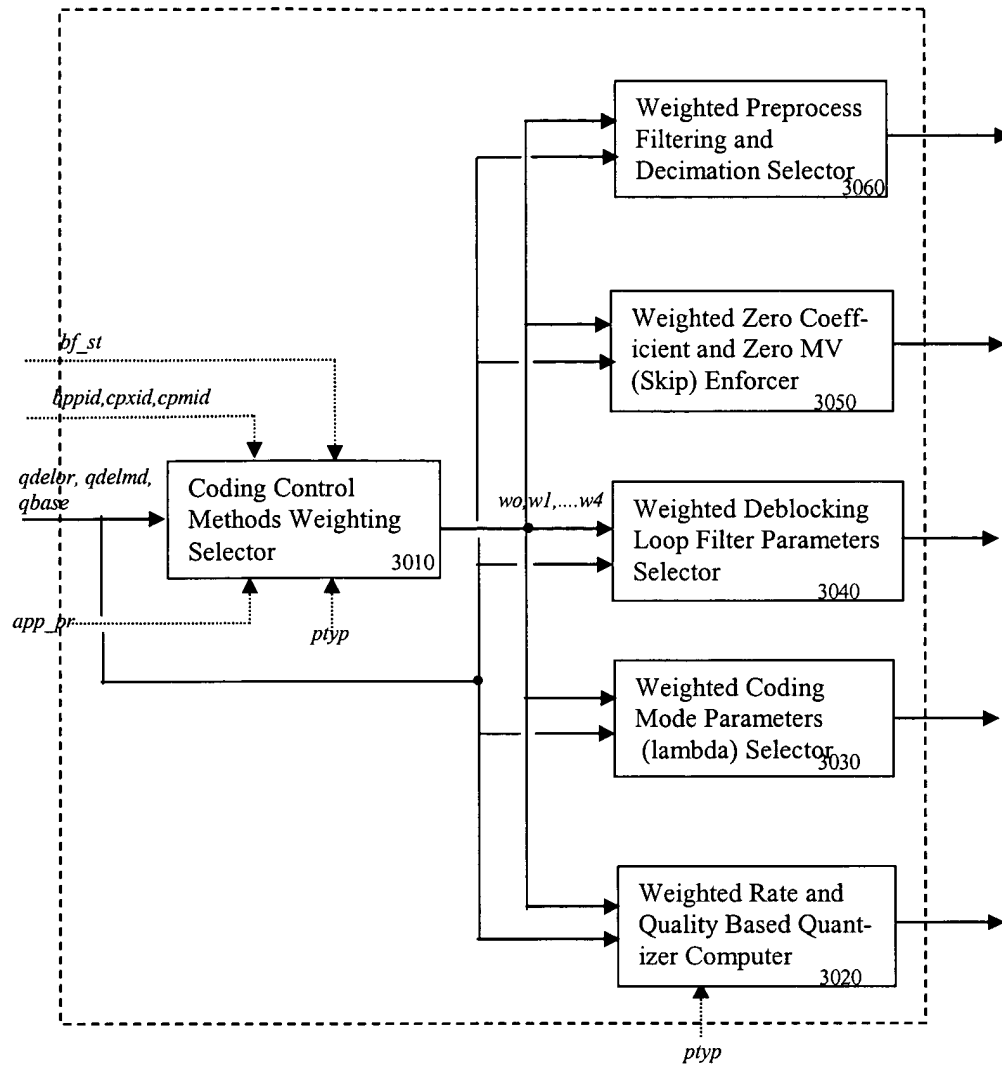 Weighted Preprocess
Filtering and
Decimation Selector
3060
bf_st
Weighted Zero Coeff-
icient and Zero MV
(Skip) Enforcer
3050
bppid,cpxid,cpmid
qdelor, qdelmd,
qbase
Coding Control
Methods Weighting
Selector
3010
wo,w1,....w4
Weighted Deblocking
Loop Filter Parameters
Selector
3040
app_pr
ptyp
Weighted Coding
Mode Parameters
(lambda) Selector
3030
Weighted Rate and
Quality Based Quant-
izer Computer
3020
ptyp